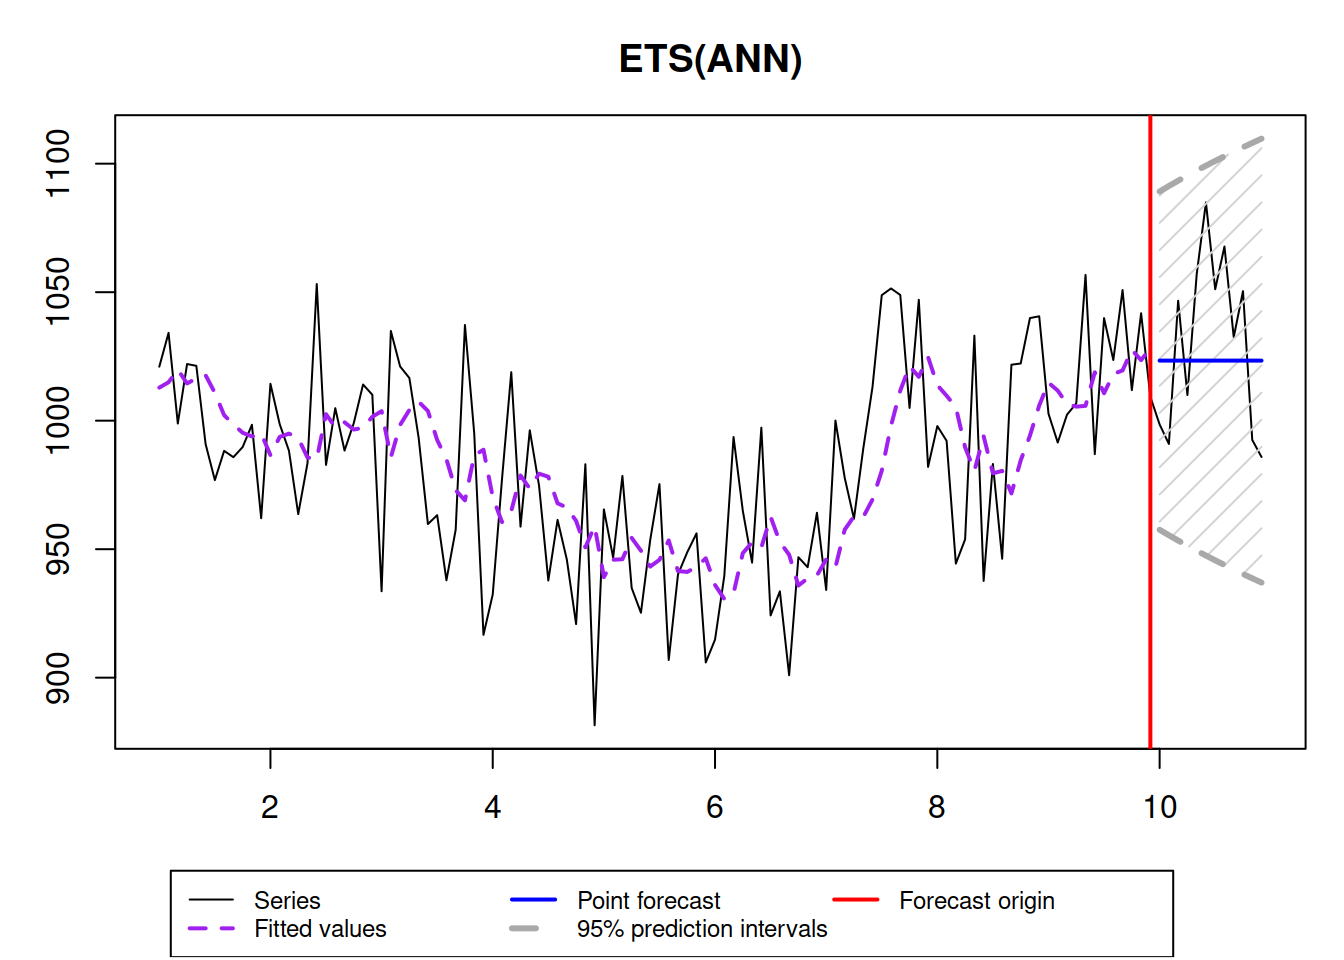 ETS(ANN)
1100
1050
1000
950
900
2 4 6 8 10
Series Point forecast Forecast origin
Fitted values 95% prediction intervals